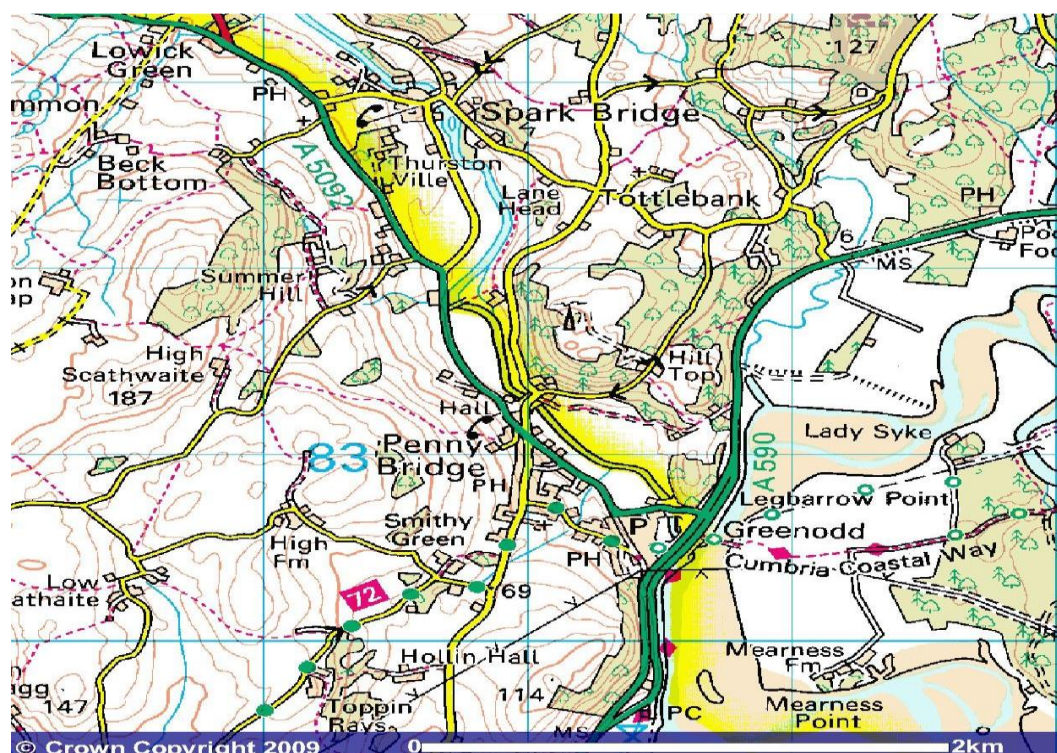 Lowick
Green
127
PH
mmon
Spark Bridge
Beck
Bottom
A5092
Thurston
Ville
Lane
Head
Tottlebank
PH
6
MS
Summer
Hill
High
Scathwaite
187
Hill
Top
Hall
Penny
Bridge
83
PH
Lady Syke
A 590
Legbarrow Point
Smithy
Green
High
Fm
P
Greenodd
PH
Cumbria Coastal Way
Low
athaite
72
69
Hollin Hall
Mearness
Fm
114
147
Toppin
Rays
Mearness
Point
MS
PC
© Crown Copyright 2009
0
2km